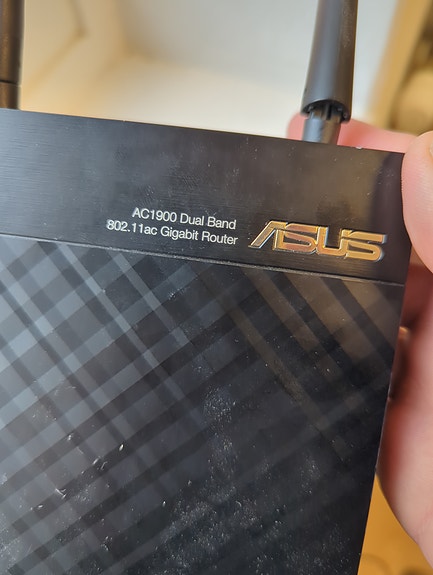 AC1900 Dual Band
802.11ac Gigabit Router
ASUS